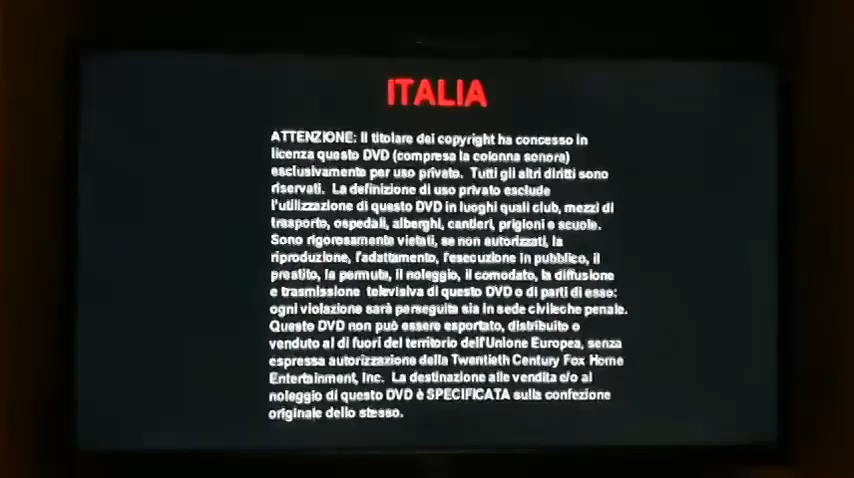 ITALIA
ATTENZIONE: Il titolare dei copyright ha concesso in
licenza questo DVD (compresa la colonna sonora)
esclusivamente per uso privato. Tutti gli altri diritti sono
riservati. La definizione di uso privato esclude
l'utilizzazione di questo DVD in luoghi quali club, mezzi di
trasporto, ospedali, alberghi, cantieri, prigioni e scuole.
Sono rigorosamente vietati, se non autorizzati, la
riproduzione, l'adattamento, l'esecuzione in pubblico, il
prestito, la permuta, il noleggio, il comodato, la diffusione
e trasmissione televisiva di questo DVD o di parti di esso:
ogni violazione sarà perseguita sia in sede civileche penale.
Questo DVD non può essere esportato, distribuito o
venduto al di fuori del territorio dell'Unione Europea, senza
espressa autorizzazione della Twentieth Century Fox Home
Entertainment, Inc. La destinazione alle vendita e/o al
noleggio di questo DVD è SPECIFICATA sulla confezione
originale dello stesso.